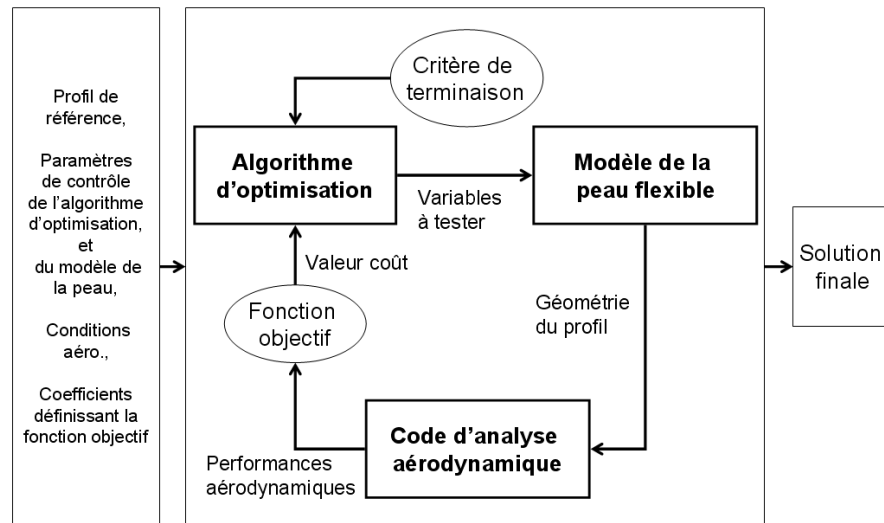 Profil de
référence,
Paramètres
de contrôle
de l'algorithme
d'optimisation,
et
du modèle de
la peau,
Conditions
aéro.,
Coefficients
définissant la
fonction objectif
Critère de
terminaison
Algorithme
d'optimisation
Variables
à tester
Modèle de la
peau flexible
Valeur coût
Fonction
objectif
Géométrie
du profil
Code d'analyse
aérodynamique
Performances
aérodynamiques
Solution
finale